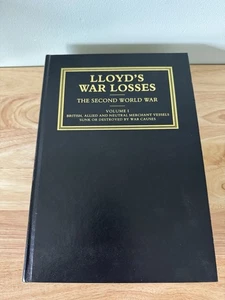 LLOYD'S
WAR LOSSES
THE SECOND WORLD WAR
VOLUME I
BRITISH, ALLIED AND NEUTRAL MERCHANT VESSELS
SUNK OR DESTROYED BY WAR CAUSES